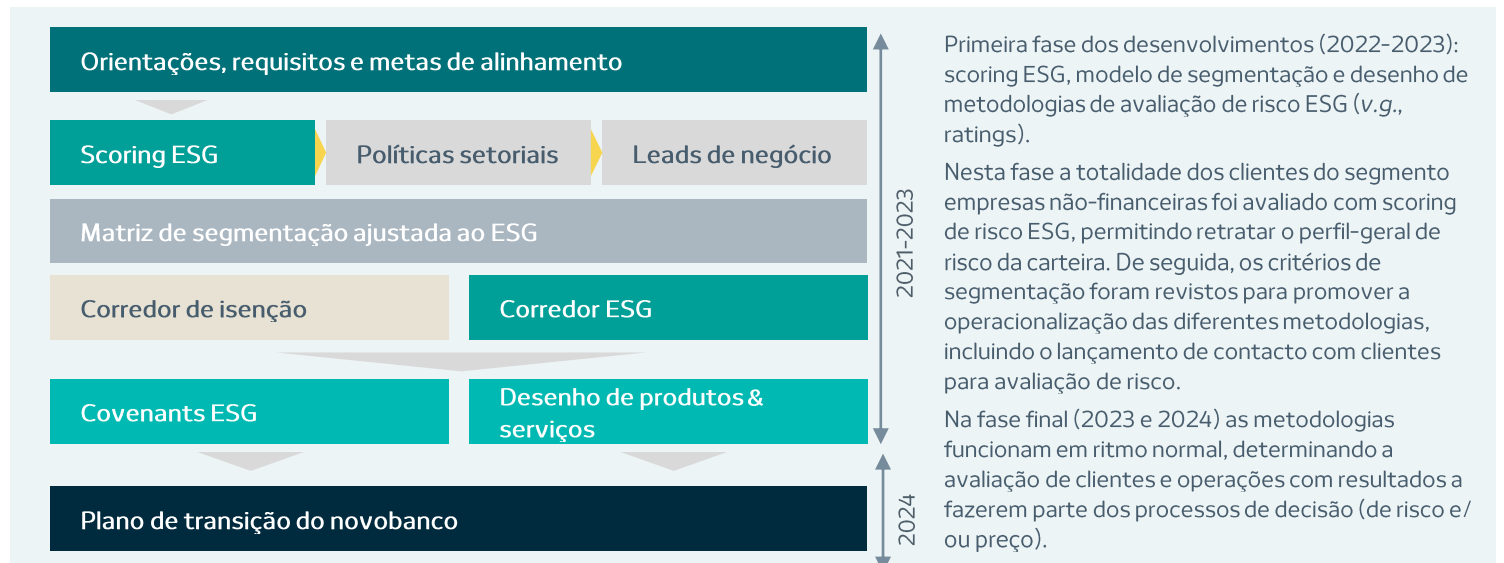 Orientações, requisitos e metas de alinhamento
Scoring ESG
Políticas setoriais
Leads de negócio
Matriz de segmentação ajustada ao ESG
Corredor de isenção
Corredor ESG
Covenants ESG
Desenho de produtos &
serviços
Plano de transição do novobanco
2021-2023
2024
Primeira fase dos desenvolvimentos (2022-2023):
scoring ESG, modelo de segmentação e desenho de
metodologias de avaliação de risco ESG (v.g.,
ratings).
Nesta fase a totalidade dos clientes do segmento
empresas não-financeiras foi avaliado com scoring
de risco ESG, permitindo retratar o perfil-geral de
risco da carteira. De seguida, os critérios de
segmentação foram revistos para promover a
operacionalização das diferentes metodologias,
incluindo o lançamento de contacto com clientes
para avaliação de risco.
Na fase final (2023 e 2024) as metodologias
funcionam em ritmo normal, determinando a
avaliação de clientes e operações com resultados a
fazerem parte dos processos de decisão (de risco e/
ou preço).